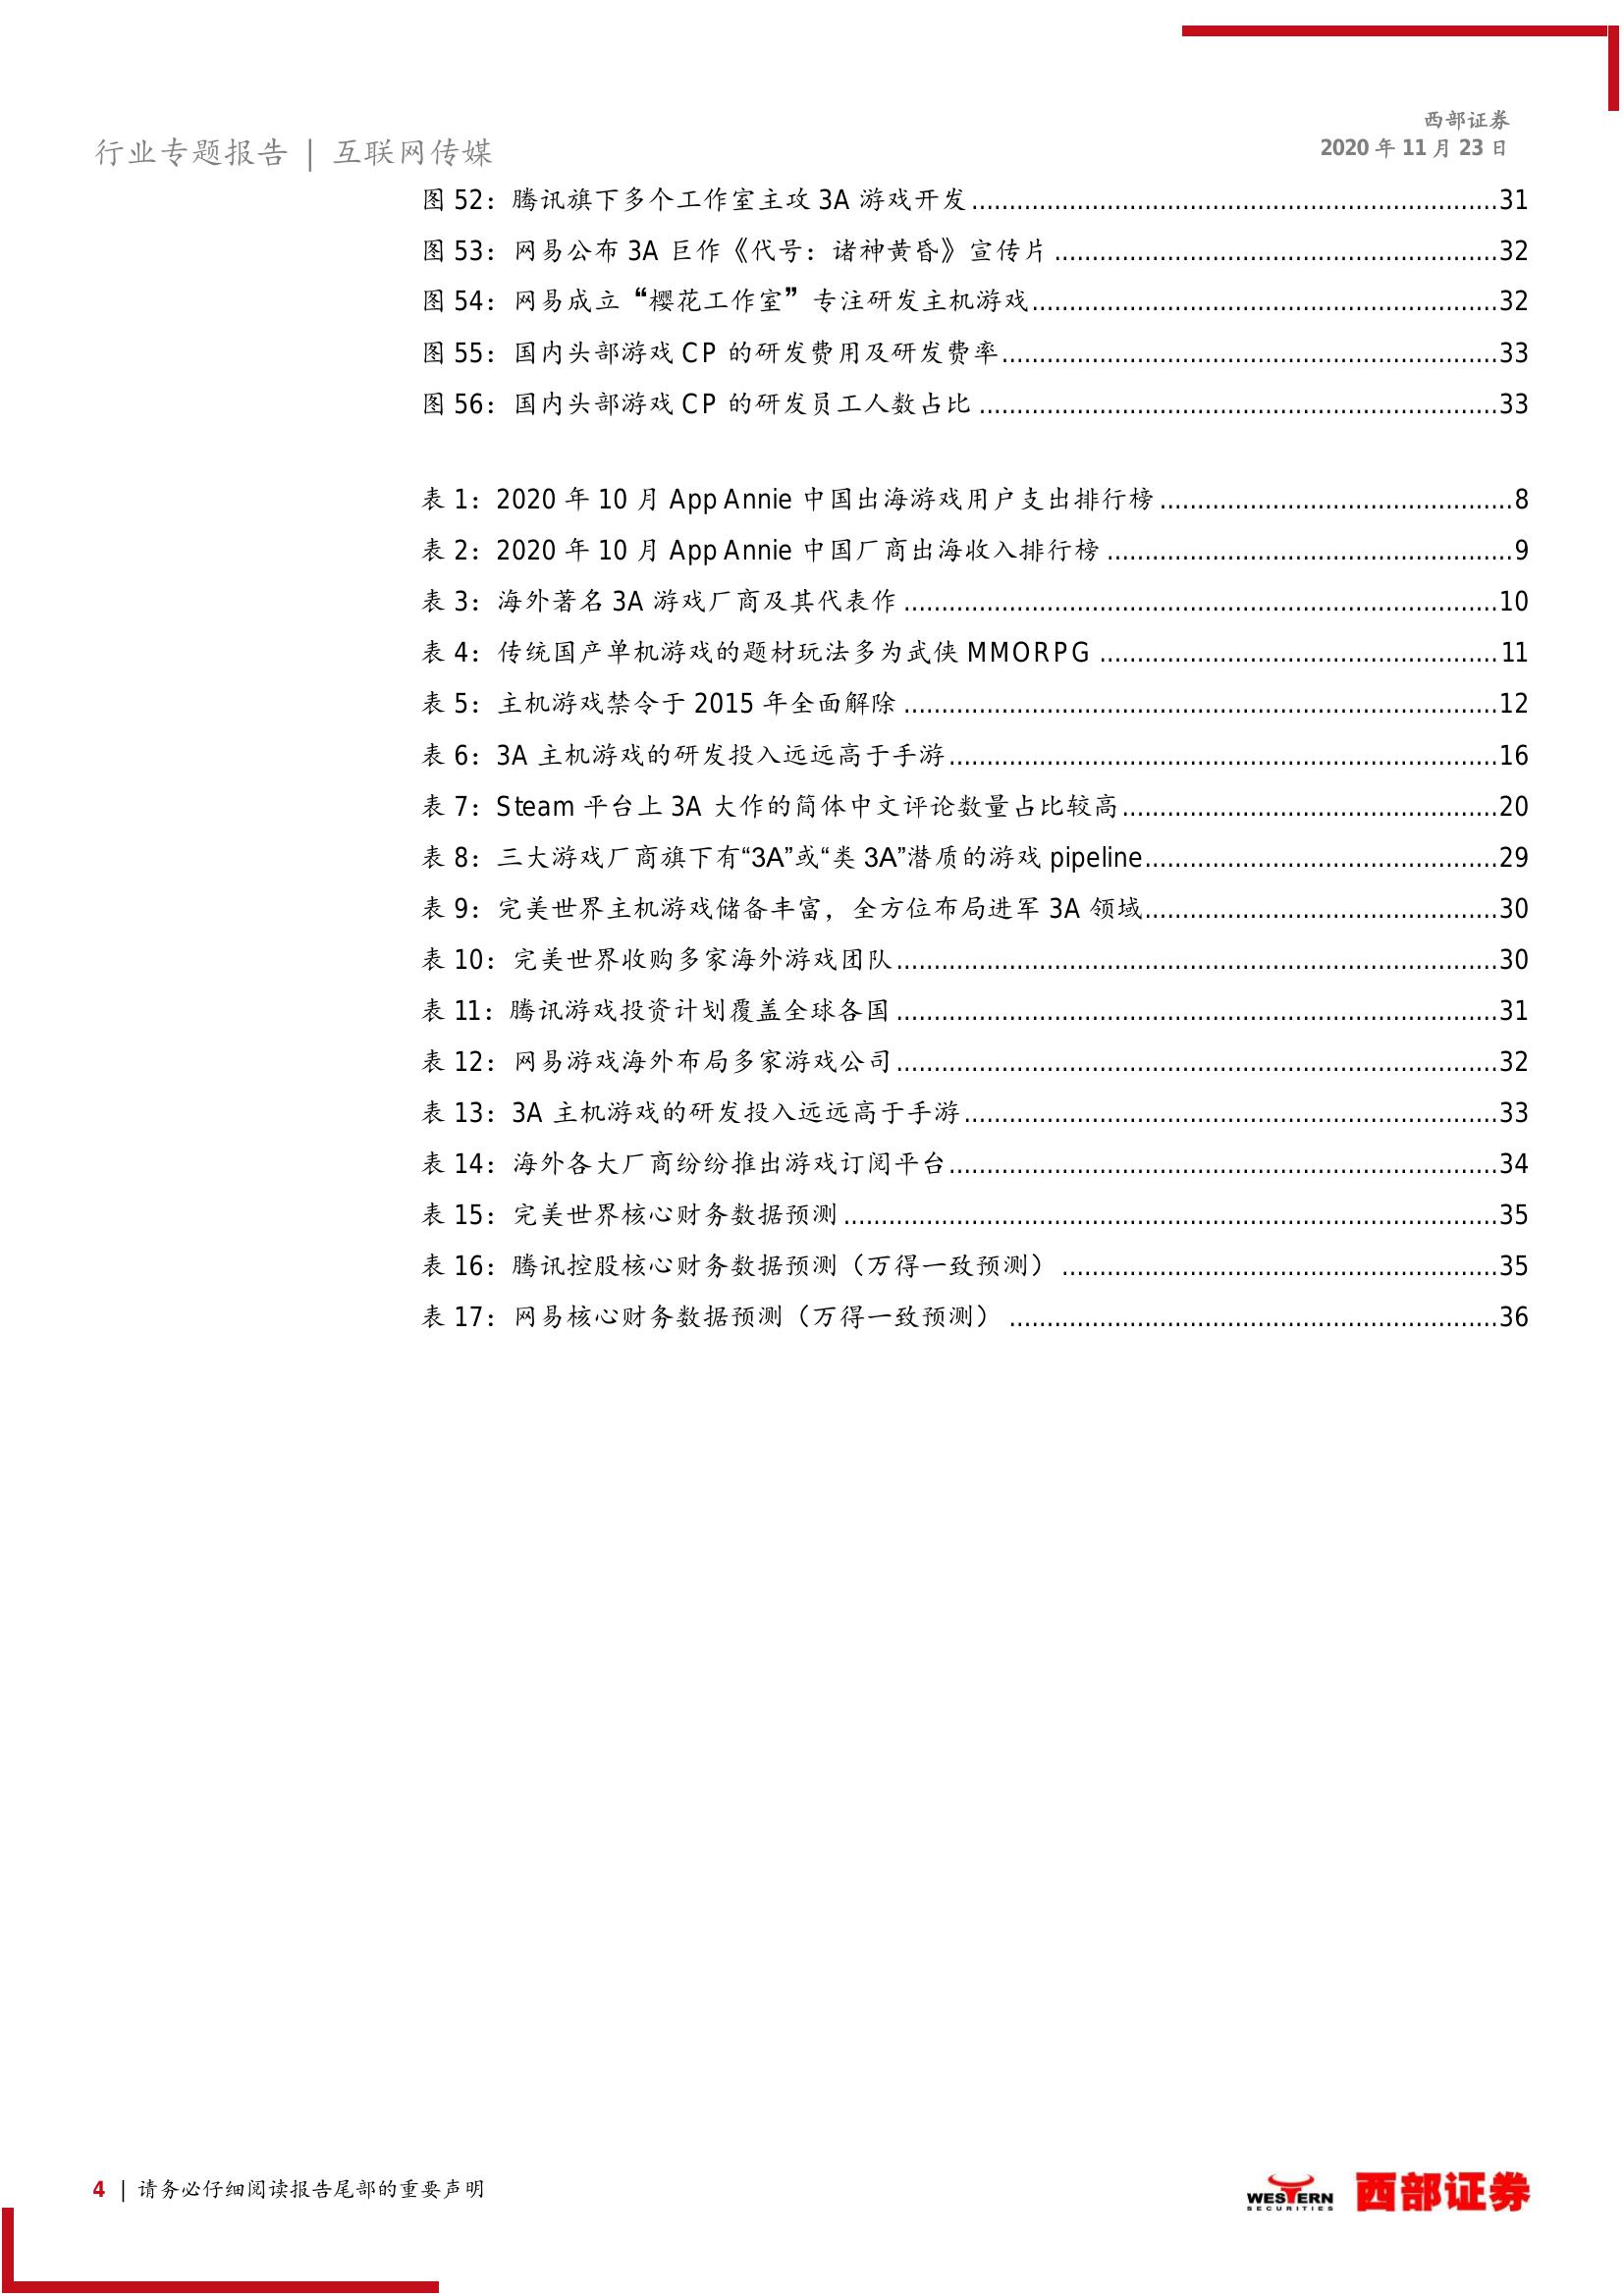 西部证券
行业专题报告 | 互联网传媒
2020 年 11 月 23 日
图 52：腾讯旗下多个工作室主攻 3A 游戏开发......31
图 53：网易公布 3A 巨作《代号：诸神黄昏》宣传片......32
图 54：网易成立“樱花工作室”专注研发主机游戏......32
图 55：国内头部游戏 CP 的研发费用及研发费率......33
图 56：国内头部游戏 CP 的研发员工人数占比......33
表 1：2020 年 10 月 App Annie 中国出海游戏用户支出排行榜......8
表 2：2020 年 10 月 App Annie 中国厂商出海收入排行榜......9
表 3：海外著名 3A 游戏厂商及其代表作......10
表 4：传统国产单机游戏的题材玩法多为武侠 MMORPG......11
表 5：主机游戏禁令于 2015 年全面解除......12
表 6：3A 主机游戏的研发投入远远高于手游......16
表 7：Steam 平台上 3A 大作的简体中文评论数量占比较高......20
表 8：三大游戏厂商旗下有“3A”或“类 3A”潜质的游戏 pipeline......29
表 9：完美世界主机游戏储备丰富，全方位布局进军 3A 领域......30
表 10：完美世界收购多家海外游戏团队......30
表 11：腾讯游戏投资计划覆盖全球各国......31
表 12：网易游戏海外布局多家游戏公司......32
表 13：3A 主机游戏的研发投入远远高于手游......33
表 14：海外各大厂商纷纷推出游戏订阅平台......34
表 15：完美世界核心财务数据预测......35
表 16：腾讯控股核心财务数据预测（万得一致预测）......35
表 17：网易核心财务数据预测（万得一致预测）......36
4 | 请务必仔细阅读报告尾部的重要声明
WESTERN
SECURITIES
西部证券